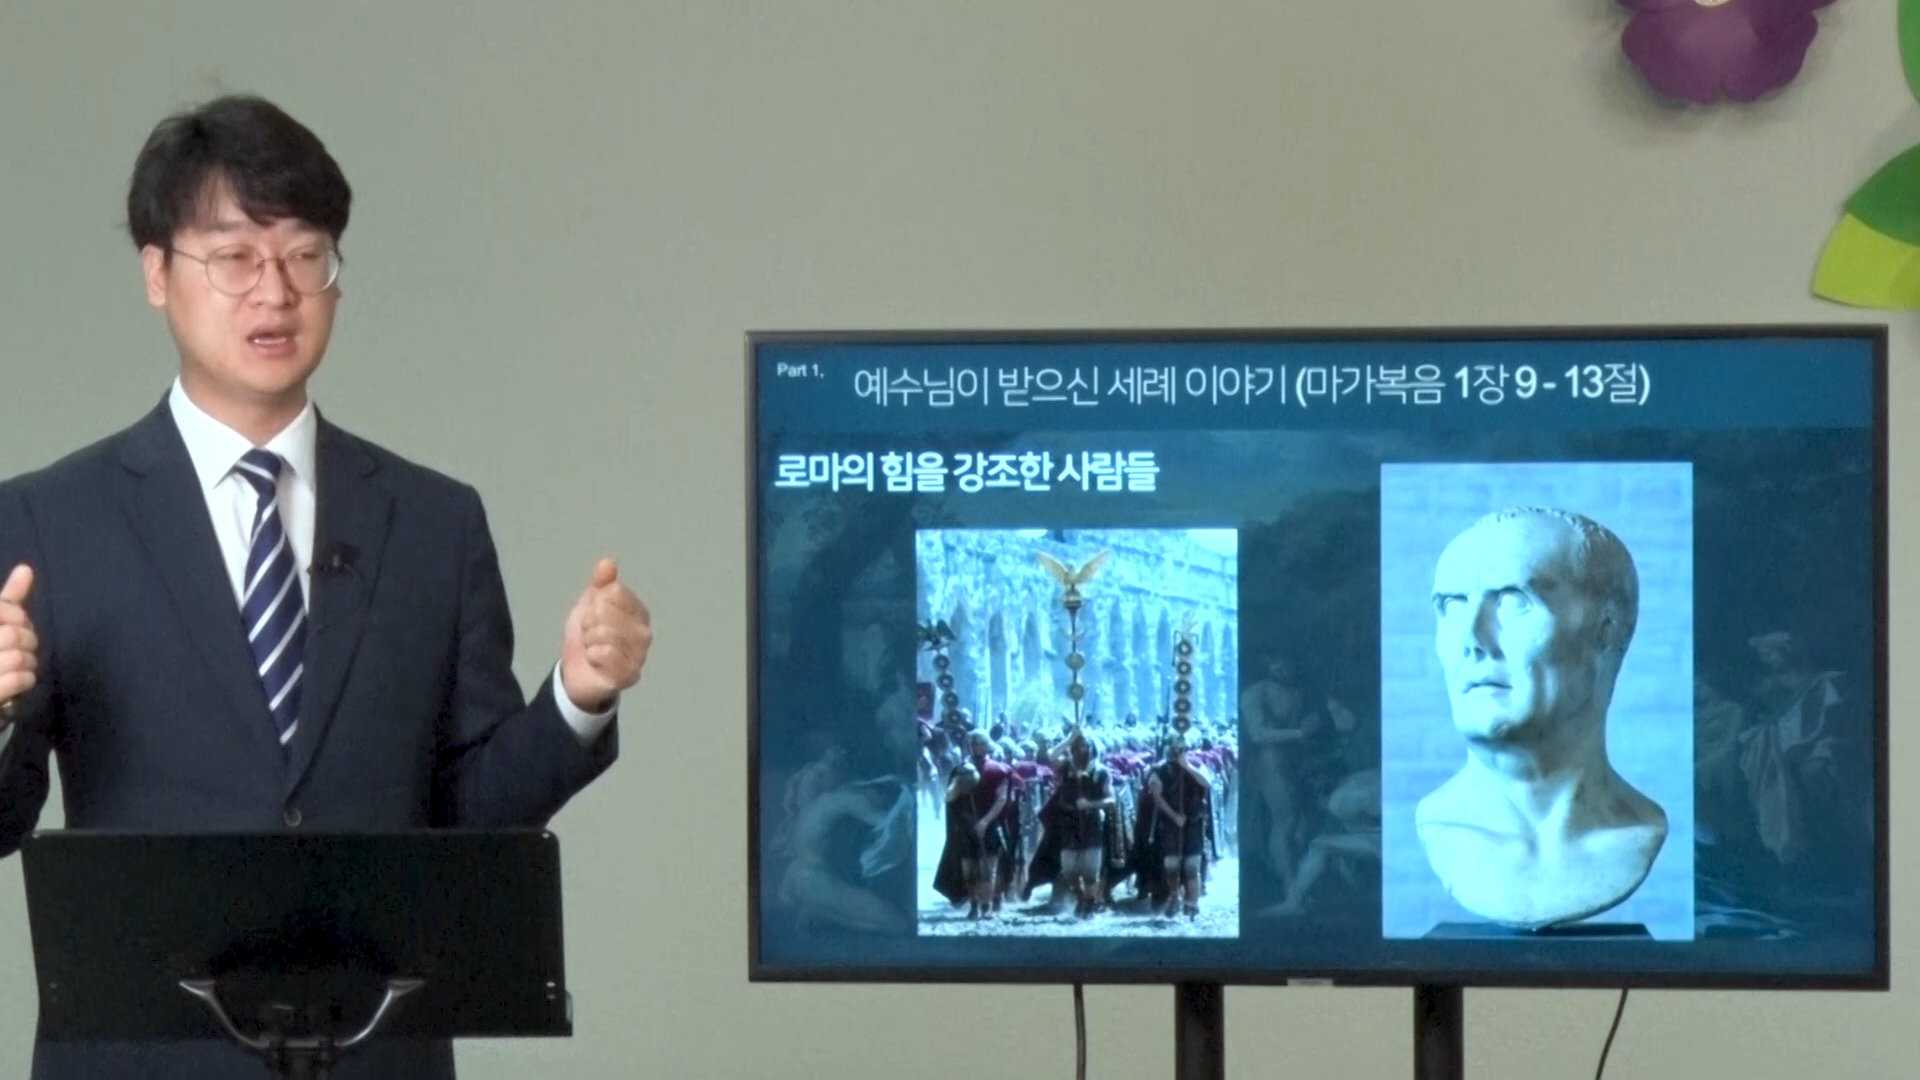 Part 1,
예수님이 받으신 세례 이야기 (마가복음 1장 9 - 13절)
로마의 힘을 강조한 사람들